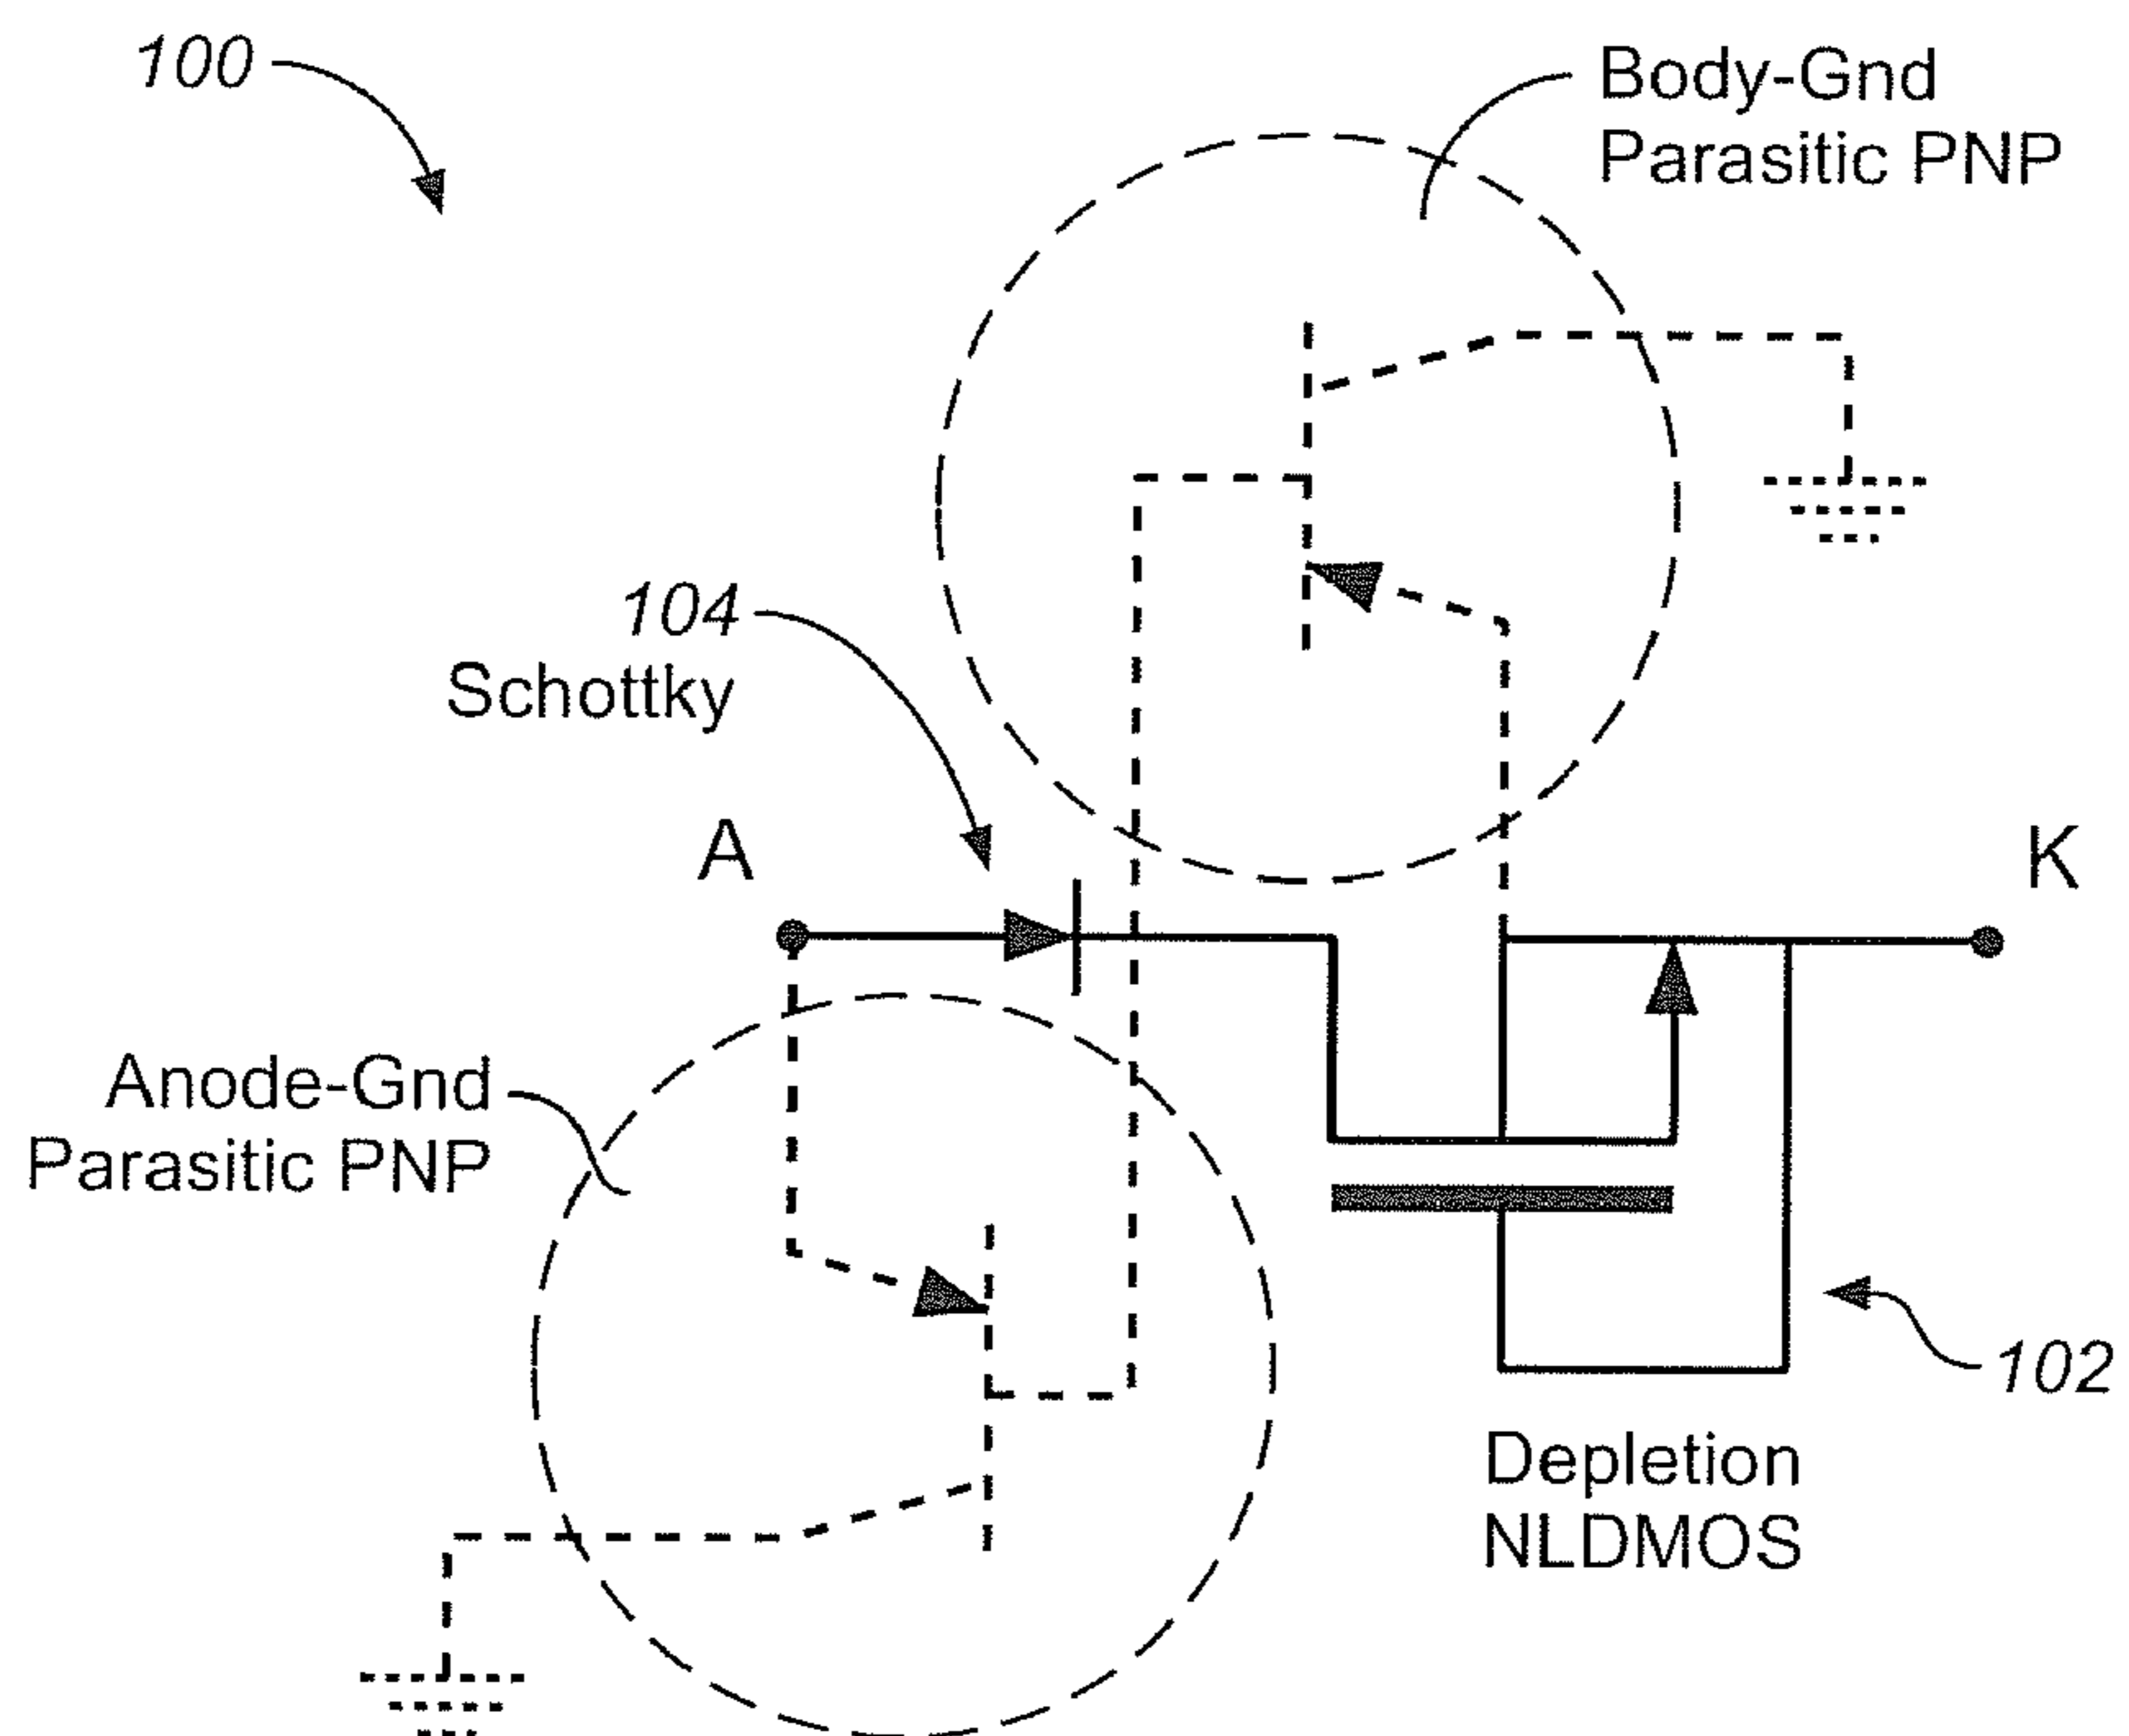 100
Body-Gnd
Parasitic PNP
104
Schottky
A
K
Anode-Gnd
Parasitic PNP
102
Depletion
NLDMOS